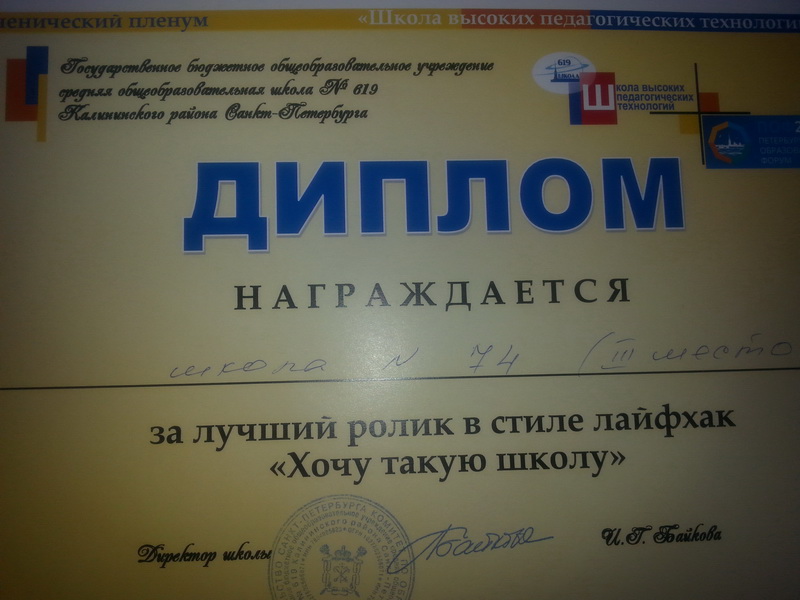 ченический пленум
«Школа высоких педагогических технологи
Государственное бюджетное общеобразовательное учреждение
средняя общеобразовательная школа № 619
Калининского района Санкт-Петербурга
619
ШКОЛА
Школа высоких
педагогических
технологий
ДИПЛОМ
НАГРАЖДАЕТСЯ
школа N 74 (III место
за лучший ролик в стиле лайфхак
«Хочу такую школу»
Директор школы
И.Г. Байкова